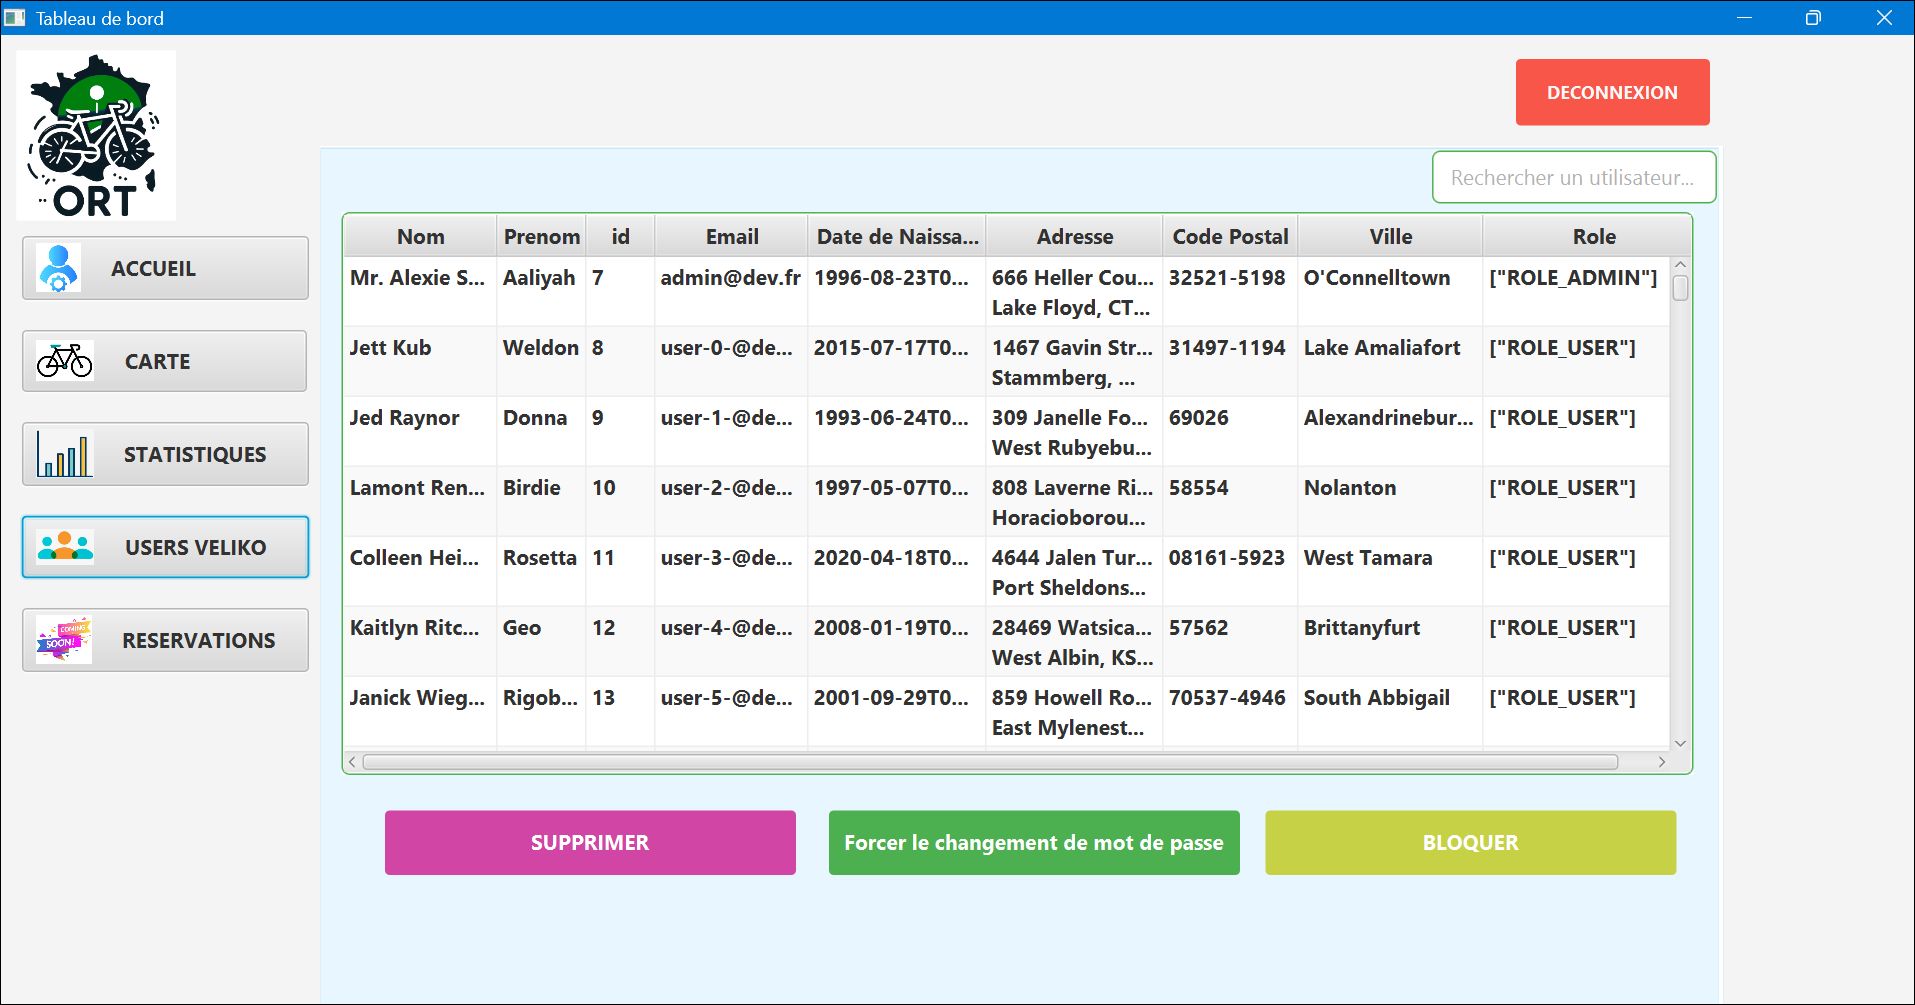 Tableau de bord
ORT
DECONNEXION
Rechercher un utilisateur...
ACCUEIL
CARTE
STATISTIQUES
USERS VELIKO
COMING
SOON!
RESERVATIONS
Nom Prenom id Email Date de Naissa... Adresse Code Postal Ville Role
Mr. Alexie S... Aaliyah 7 admin@dev.fr 1996-08-23T0... 666 Heller Cou... 32521-5198 O'Connelltown ["ROLE_ADMIN"]
Lake Floyd, CT...
Jett Kub Weldon 8 user-0-@de... 2015-07-17T0... 1467 Gavin Str... 31497-1194 Lake Amaliafort ["ROLE_USER"]
Stammberg, ...
Jed Raynor Donna 9 user-1-@de... 1993-06-24T0... 309 Janelle Fo... 69026 Alexandrinebur... ["ROLE_USER"]
West Rubyebu...
Lamont Ren... Birdie 10 user-2-@de... 1997-05-07T0... 808 Laverne Ri... 58554 Nolanton ["ROLE_USER"]
Horacioborou...
Colleen Hei... Rosetta 11 user-3-@de... 2020-04-18T0... 4644 Jalen Tur... 08161-5923 West Tamara ["ROLE_USER"]
Port Sheldons...
Kaitlyn Ritc... Geo 12 user-4-@de... 2008-01-19T0... 28469 Watsica... 57562 Brittanyfurt ["ROLE_USER"]
West Albin, KS...
Janick Wieg... Rigob... 13 user-5-@de... 2001-09-29T0... 859 Howell Ro... 70537-4946 South Abbigail ["ROLE_USER"]
East Mylenest...
SUPPRIMER
Forcer le changement de mot de passe
BLOQUER